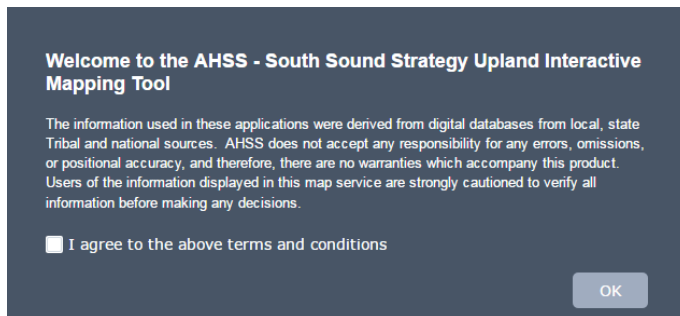 Welcome to the AHSS - South Sound Strategy Upland Interactive
Mapping Tool
The information used in these applications were derived from digital databases from local, state
Tribal and national sources.  AHSS does not accept any responsibility for any errors, omissions,
or positional accuracy, and therefore, there are no warranties which accompany this product.
Users of the information displayed in this map service are strongly cautioned to verify all
information before making any decisions.
I agree to the above terms and conditions
OK